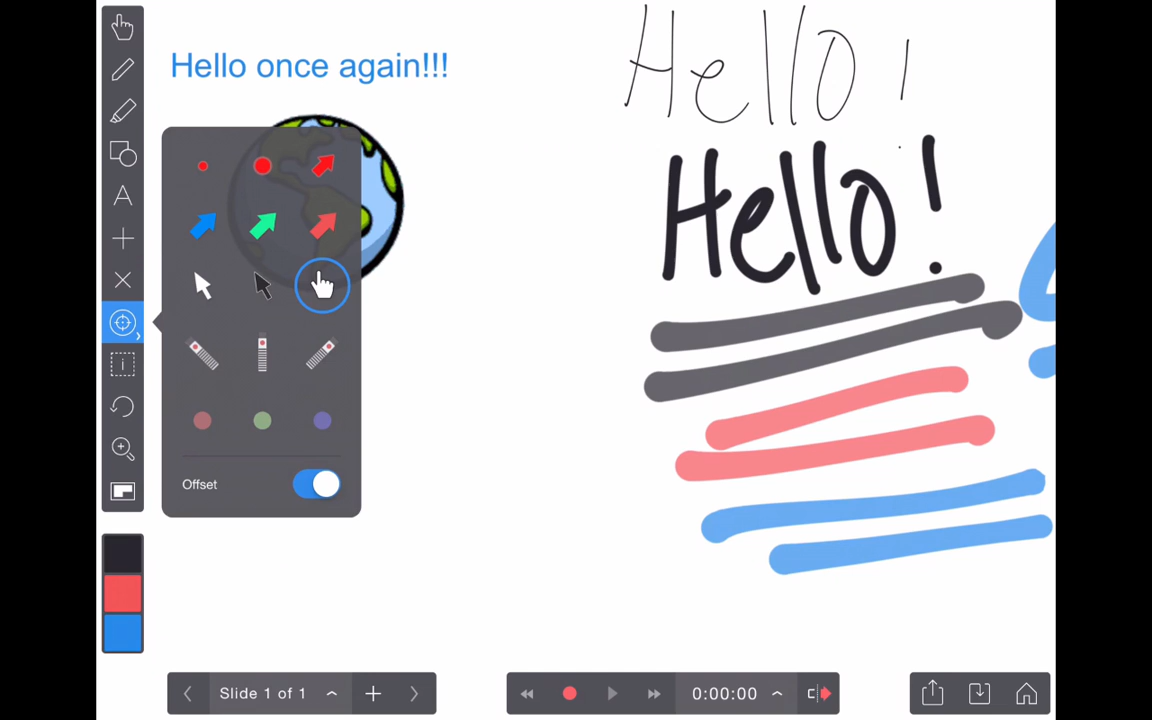 Hello once again!!!
Hello!
Hello!
A
i
Offset
Slide 1 of 1
0:00:00